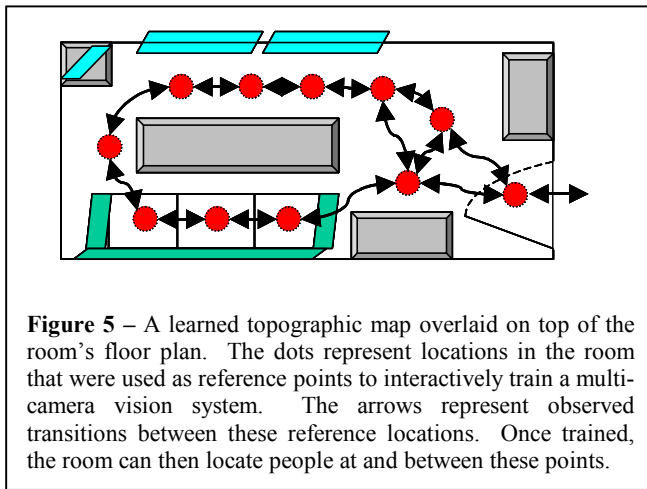 Figure 5 – A learned topographic map overlaid on top of the
room's floor plan. The dots represent locations in the room
that were used as reference points to interactively train a multi-
camera vision system. The arrows represent observed
transitions between these reference locations. Once trained,
the room can then locate people at and between these points.